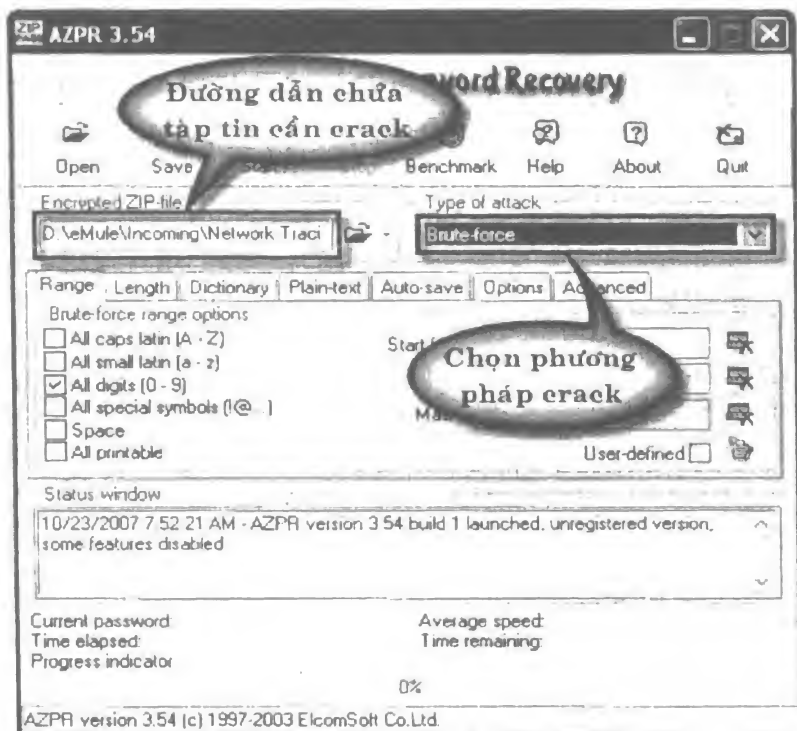 AZPR 3.54
Recovery
Đường dẫn chứa
tập tin cần crack
Open Save Benchmark Help About Quit
Encrypted ZIP-file Type of attack
D:\eMule\Incoming\Network Traci Brute-force
Range Length Dictionary Plain-text Auto-save Options Advanced
Brute-force range options
All caps latin (A - Z)
All small latin (a - z)
All digits (0 - 9)
All special symbols (!@...)
Space
All printable
Start
Chọn phương
pháp crack
User-defined
Status window
10/23/2007 7:52:21 AM - AZPR version 3.54 build 1 launched, unregistered version,
some features disabled
Current password: Average speed:
Time elapsed: Time remaining:
Progress indicator
0%
AZPR version 3.54 (c) 1997-2003 ElcomSoft Co.Ltd.